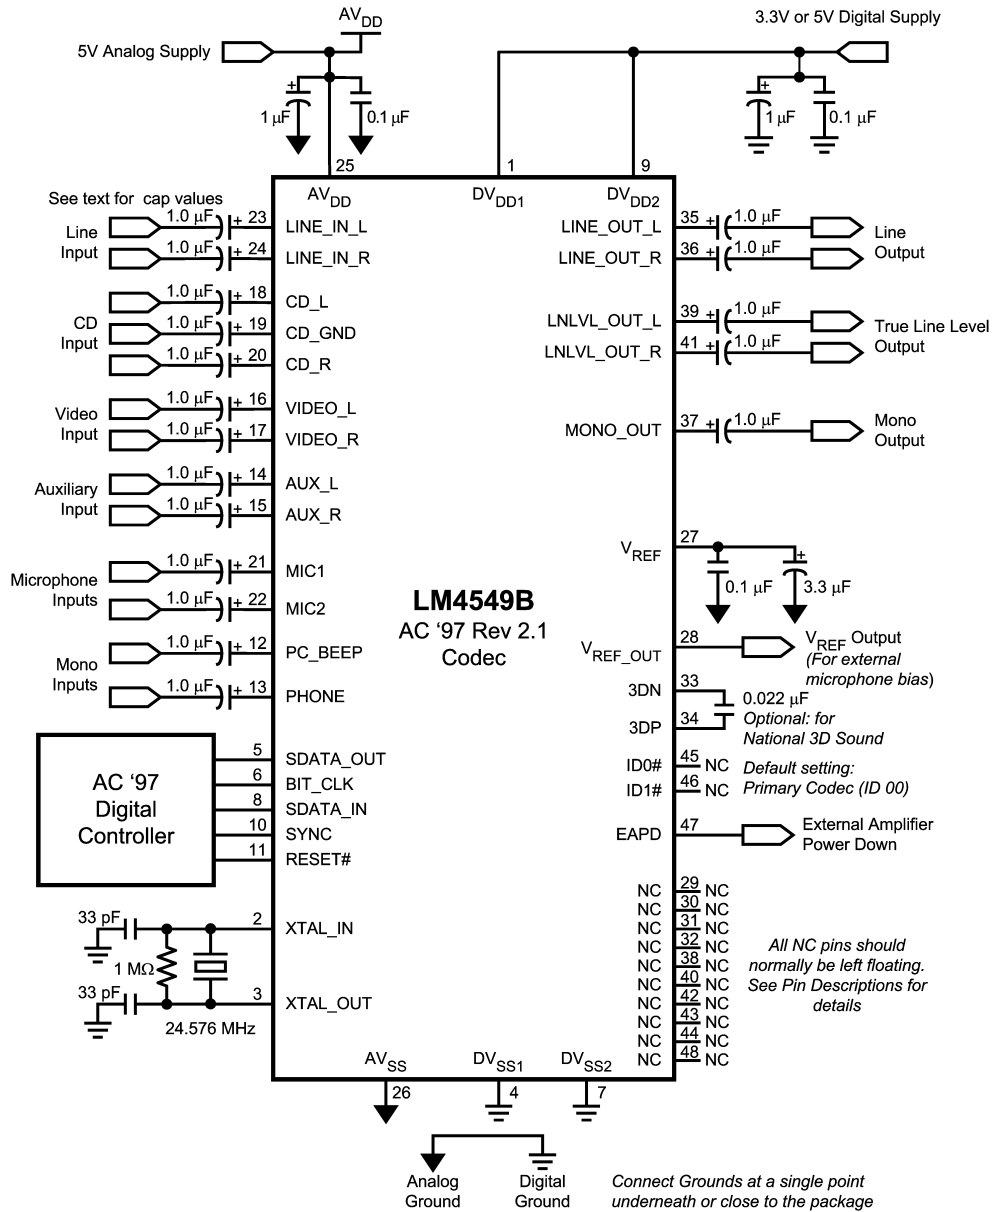 AVDD
5V Analog Supply
3.3V or 5V Digital Supply
+
1 µF
0.1 µF
+
1 µF
0.1 µF
25
1
9
AVDD
DVDD1
DVDD2
See text for cap values
Line
Input
1.0 µF + 23 LINE_IN_L
1.0 µF + 24 LINE_IN_R
CD
Input
1.0 µF + 18 CD_L
1.0 µF + 19 CD_GND
1.0 µF + 20 CD_R
Video
Input
1.0 µF + 16 VIDEO_L
1.0 µF + 17 VIDEO_R
Auxiliary
Input
1.0 µF + 14 AUX_L
1.0 µF + 15 AUX_R
Microphone
Inputs
1.0 µF + 21 MIC1
1.0 µF + 22 MIC2
Mono
Inputs
1.0 µF + 12 PC_BEEP
1.0 µF + 13 PHONE
AC ‘97
Digital
Controller
5 SDATA_OUT
6 BIT_CLK
8 SDATA_IN
10 SYNC
11 RESET#
33 pF
2 XTAL_IN
1 MΩ
33 pF
3 XTAL_OUT
24.576 MHz
LM4549B
AC ‘97 Rev 2.1
Codec
LINE_OUT_L 35 + 1.0 µF
LINE_OUT_R 36 + 1.0 µF
Line
Output
LNLVL_OUT_L 39 + 1.0 µF
LNLVL_OUT_R 41 + 1.0 µF
True Line Level
Output
MONO_OUT 37 + 1.0 µF
Mono
Output
VREF 27
0.1 µF
+
3.3 µF
VREF_OUT 28
VREF Output
(For external
microphone bias)
3DN 33
3DP 34
0.022 µF
Optional: for
National 3D Sound
ID0# 45 NC
ID1# 46 NC
Default setting:
Primary Codec (ID 00)
EAPD 47
External Amplifier
Power Down
NC 29 NC
NC 30 NC
NC 31 NC
NC 32 NC
NC 38 NC
NC 40 NC
NC 42 NC
NC 43 NC
NC 44 NC
NC 48 NC
All NC pins should
normally be left floating.
See Pin Descriptions for
details
AVSS
DVSS1
DVSS2
26
4
7
Analog
Ground
Digital
Ground
Connect Grounds at a single point
underneath or close to the package